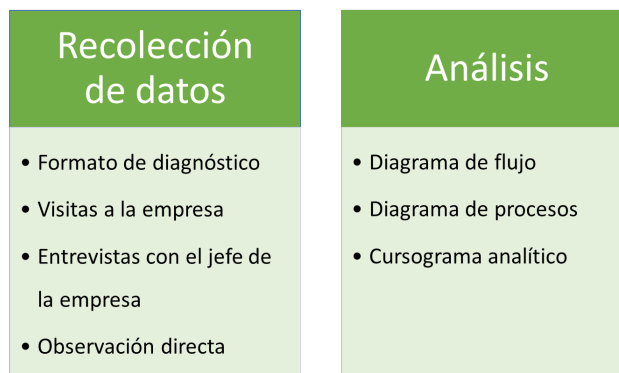 Recolección
de datos
• Formato de diagnóstico
• Visitas a la empresa
• Entrevistas con el jefe de
la empresa
• Observación directa
Análisis
• Diagrama de flujo
• Diagrama de procesos
• Cursograma analítico